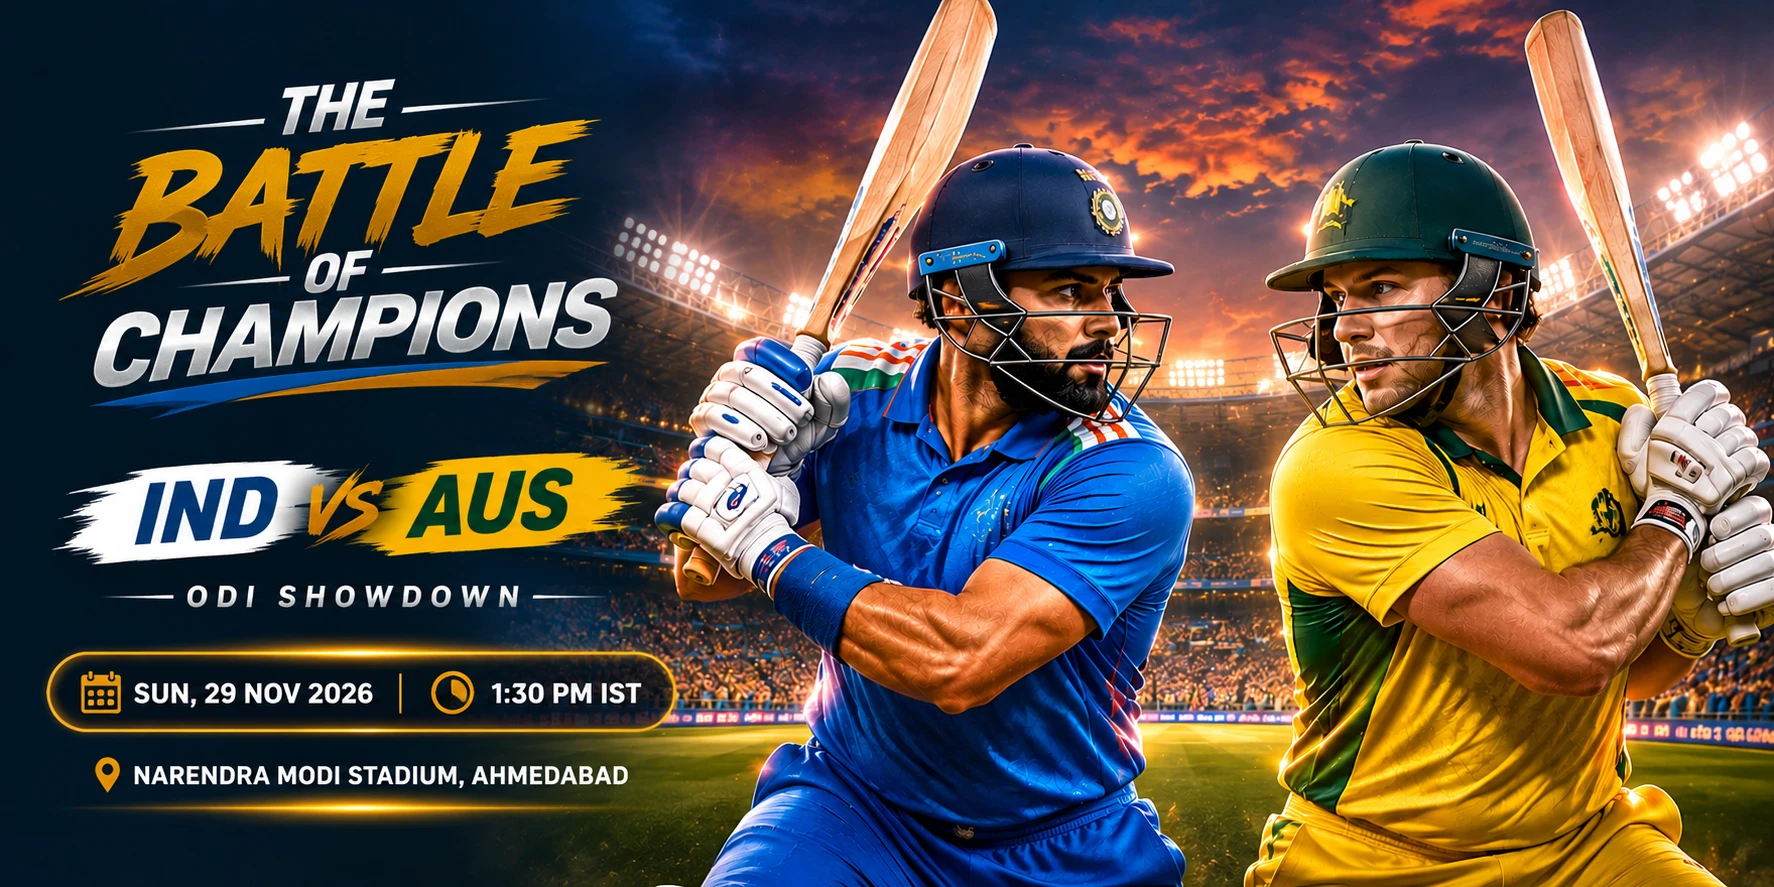 THE
BATTLE
OF
CHAMPIONS
IND VS AUS
ODI SHOWDOWN
SUN, 29 NOV 2026 | 1:30 PM IST
NARENDRA MODI STADIUM, AHMEDABAD